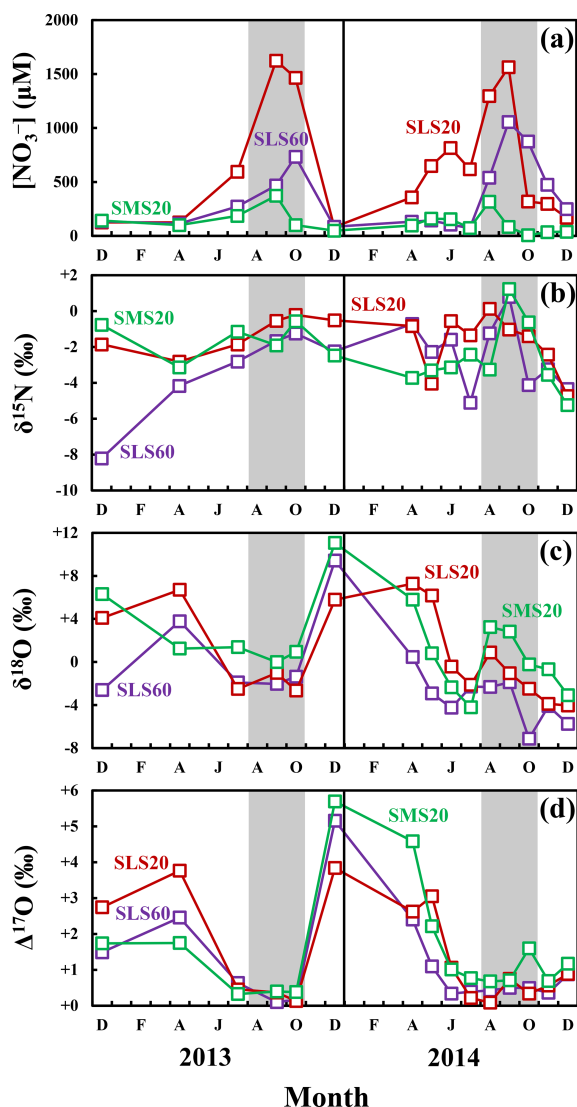 (a)
[NO₃⁻] (μM)
2000
1500
1000
500
0
SMS20
SLS60
SLS20
D F A J A O D F A J A O D
(b)
δ¹⁵N (‰)
+2
0
-2
-4
-6
-8
-10
SMS20
SLS60
SLS20
D F A J A O D F A J A O D
(c)
δ¹⁸O (‰)
+12
+8
+4
0
-4
-8
SLS60
SLS20
SMS20
D F A J A O D F A J A O D
(d)
Δ¹⁷O (‰)
+6
+5
+4
+3
+2
+1
+0
SLS20
SLS60
SMS20
D F A J A O D F A J A O D
2013 2014
Month